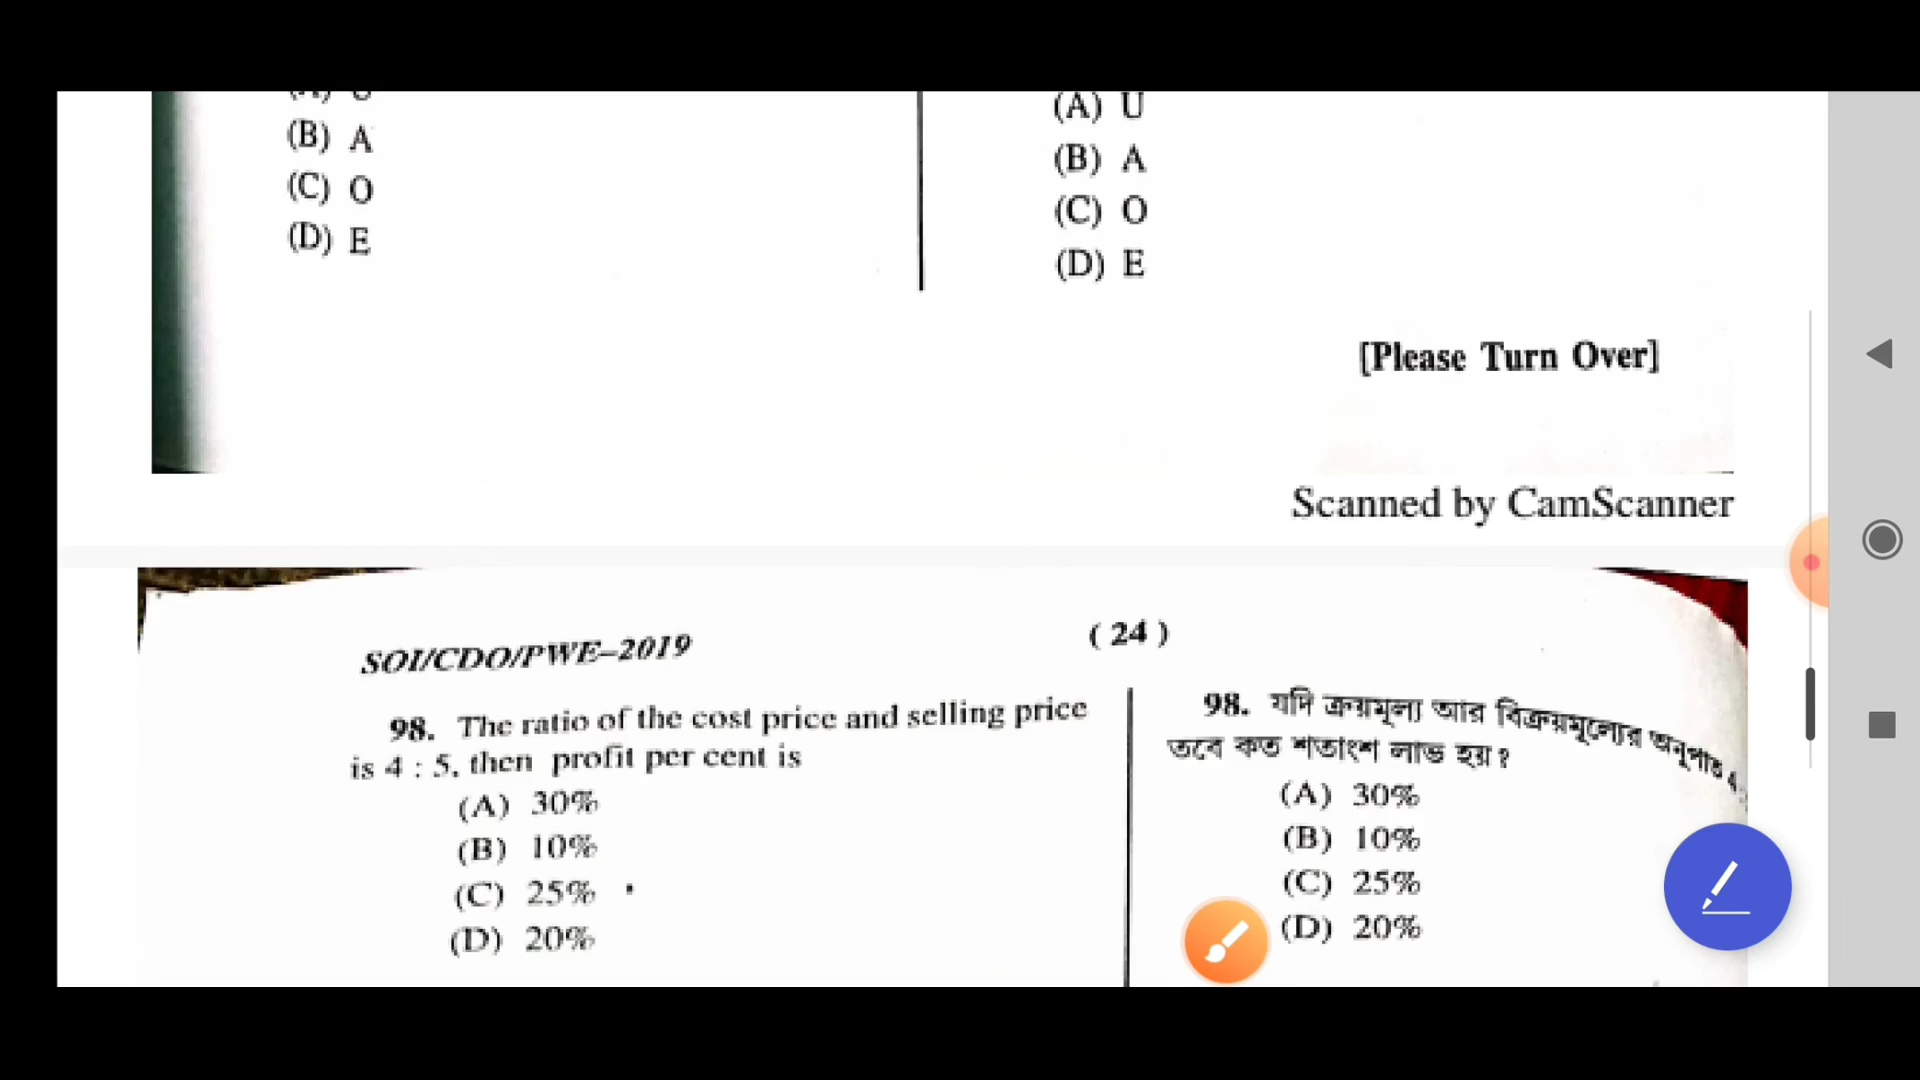 (B) A
(C) O
(D) E
(A) U
(B) A
(C) O
(D) E
[Please Turn Over]
Scanned by CamScanner
SOI/CDO/PWE–2019
( 24 )
98. The ratio of the cost price and selling price
is 4 : 5, then profit per cent is
(A) 30%
(B) 10%
(C) 25%
(D) 20%
98. যদি ক্রয়মূল্য আর বিক্রয়মূল্যের অনুপাত 4
তবে কত শতাংশ লাভ হয় ?
(A) 30%
(B) 10%
(C) 25%
(D) 20%